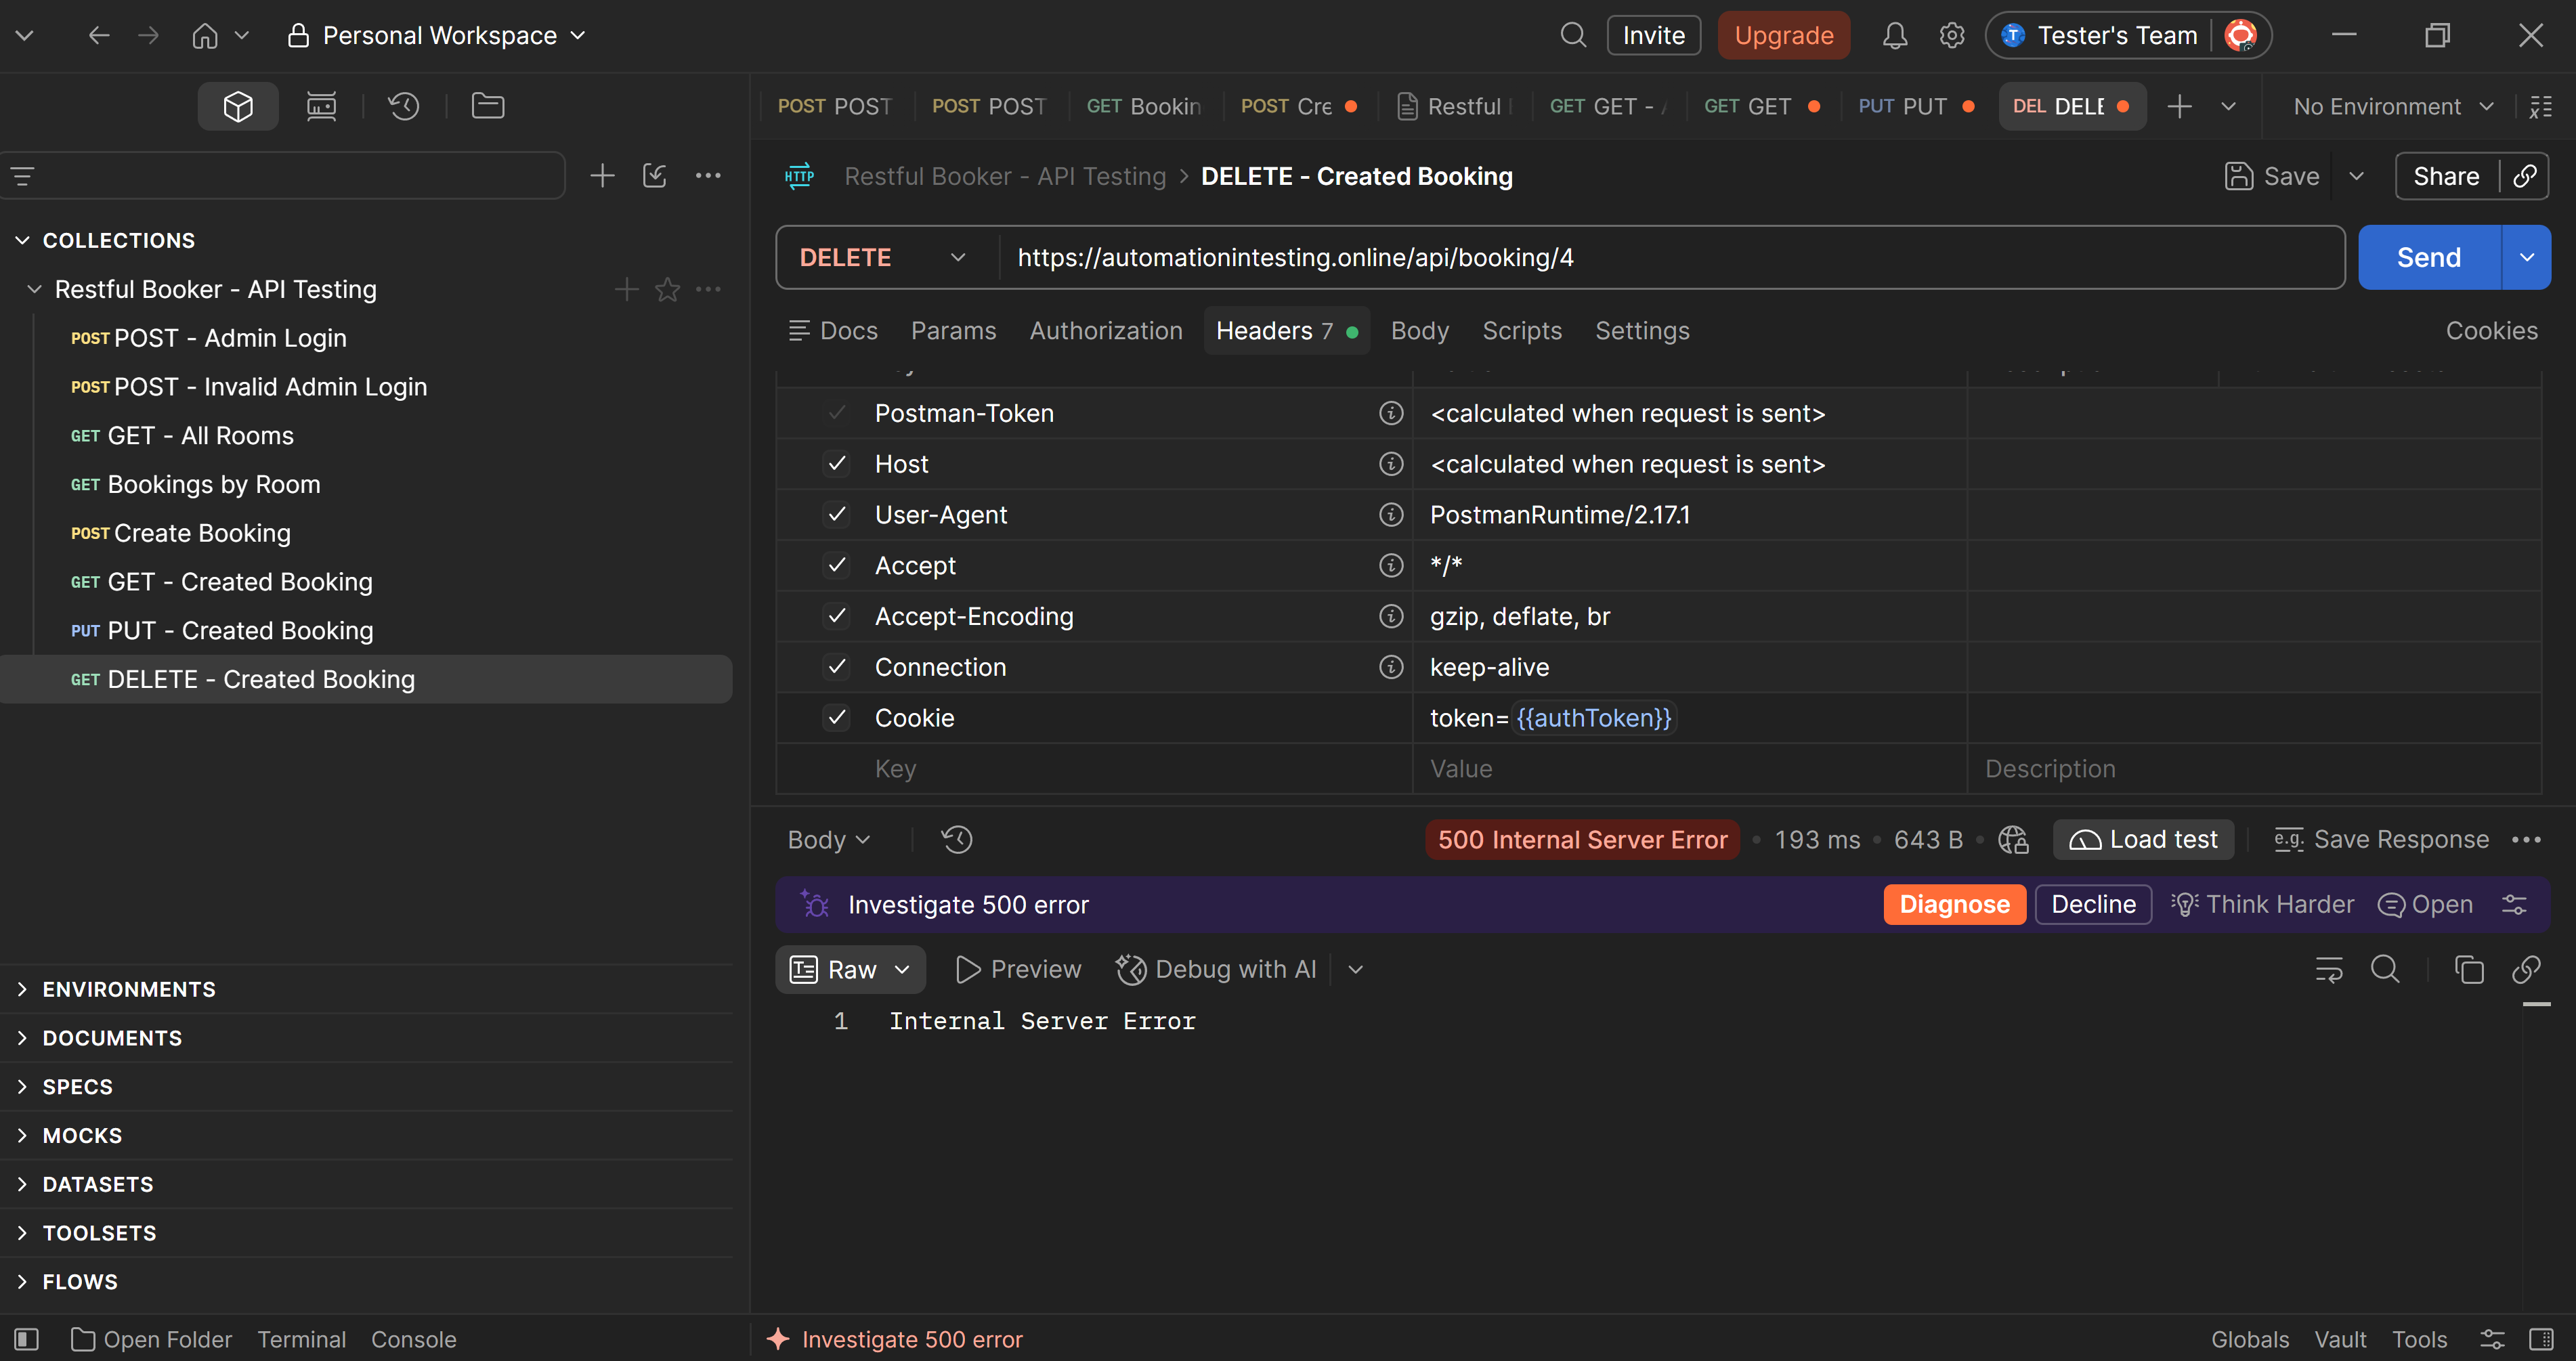 Personal Workspace
Invite
Upgrade
T
Tester's Team
POST POST
POST POST
GET Bookin
POST Cre
Restful
GET GET -
GET GET
PUT PUT
DEL DELE
No Environment
HTTP
Restful Booker - API Testing > DELETE - Created Booking
Save
Share
COLLECTIONS
Restful Booker - API Testing
POST POST - Admin Login
POST POST - Invalid Admin Login
GET GET - All Rooms
GET Bookings by Room
POST Create Booking
GET GET - Created Booking
PUT PUT - Created Booking
GET DELETE - Created Booking
ENVIRONMENTS
DOCUMENTS
SPECS
MOCKS
DATASETS
TOOLSETS
FLOWS
DELETE
https://automationintesting.online/api/booking/4
Send
Docs
Params
Authorization
Headers 7
Body
Scripts
Settings
Cookies
Postman-Token
<calculated when request is sent>
Host
<calculated when request is sent>
User-Agent
PostmanRuntime/2.17.1
Accept
*/*
Accept-Encoding
gzip, deflate, br
Connection
keep-alive
Cookie
token={{authToken}}
Key
Value
Description
Body
500 Internal Server Error
193 ms
643 B
Load test
e.g. Save Response
Investigate 500 error
Diagnose
Decline
Think Harder
Open
Raw
Preview
Debug with AI
1 Internal Server Error
Open Folder
Terminal
Console
Investigate 500 error
Globals
Vault
Tools